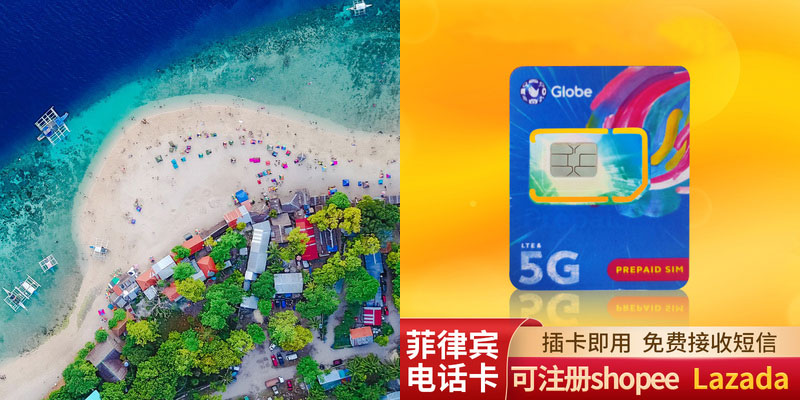 Globe
LTE &
5G
PREPAID SIM
菲律宾
电话卡
插卡即用 免费接收短信
可注册shopee Lazada